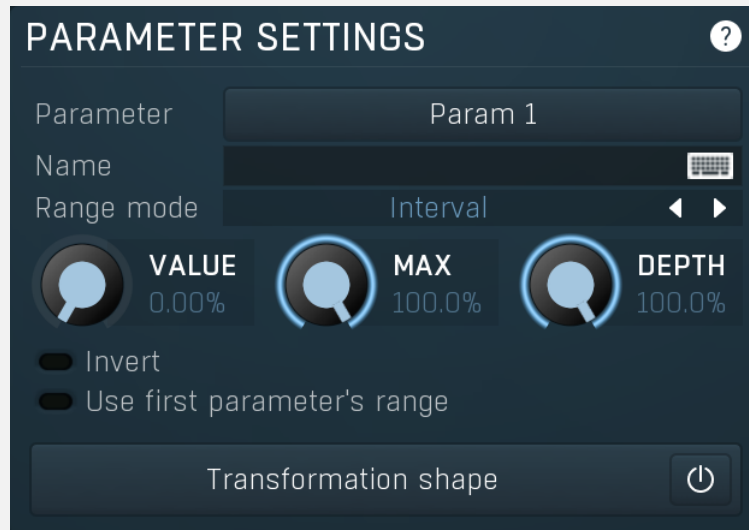 PARAMETER SETTINGS ?
Parameter Param 1
Name
Range mode Interval
VALUE MAX DEPTH
0.00% 100.0% 100.0%
Invert
Use first parameter's range
Transformation shape